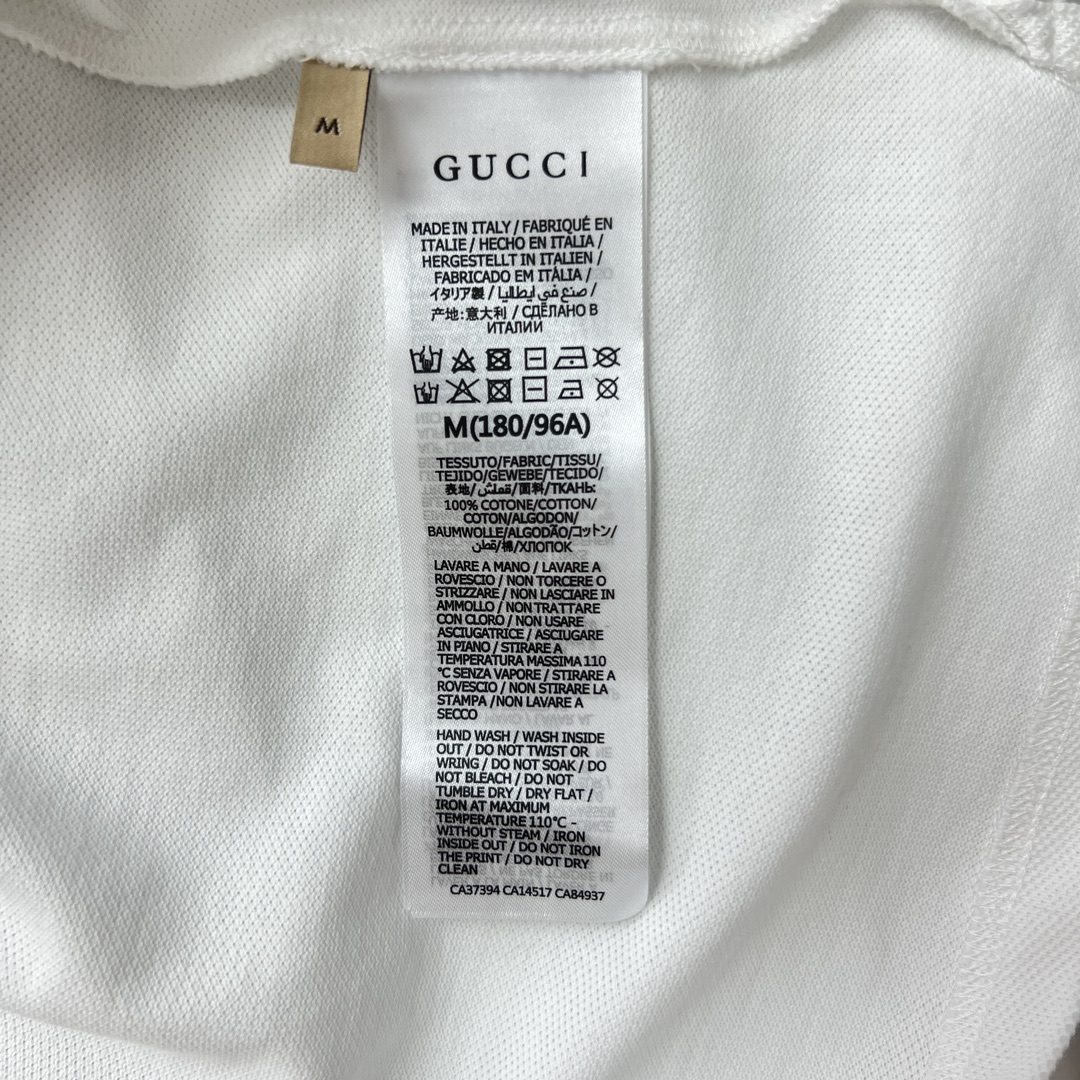 M
GUCCI
MADE IN ITALY / FABRIQUÉ EN
ITALIE / HECHO EN ITALIA /
HERGESTELLT IN ITALIEN /
FABRICADO EM ITÁLIA /
イタリア製 / صنع في إيطاليا /
产地:意大利 / СДЕЛАНО В
ИТАЛИИ
M(180/96A)
TESSUTO/FABRIC/TISSU/
TEJIDO/GEWEBE/TECIDO/
表地/قملش/面料/ТКАНЬ:
100% COTONE/COTTON/
COTON/ALGODON/
BAUMWOLLE/ALGODÃO/コットン/
قطن/棉/ХЛОПОК
LAVARE A MANO / LAVARE A
ROVESCIO / NON TORCERE O
STRIZZARE / NON LASCIARE IN
AMMOLLO / NON TRATTARE
CON CLORO / NON USARE
ASCIUGATRICE / ASCIUGARE
IN PIANO / STIRARE A
TEMPERATURA MASSIMA 110
°C SENZA VAPORE / STIRARE A
ROVESCIO / NON STIRARE LA
STAMPA /NON LAVARE A
SECCO
HAND WASH / WASH INSIDE
OUT / DO NOT TWIST OR
WRING / DO NOT SOAK / DO
NOT BLEACH / DO NOT
TUMBLE DRY / DRY FLAT /
IRON AT MAXIMUM
TEMPERATURE 110°C -
WITHOUT STEAM / IRON
INSIDE OUT / DO NOT IRON
THE PRINT / DO NOT DRY
CLEAN
CA37394 CA14517 CA84937